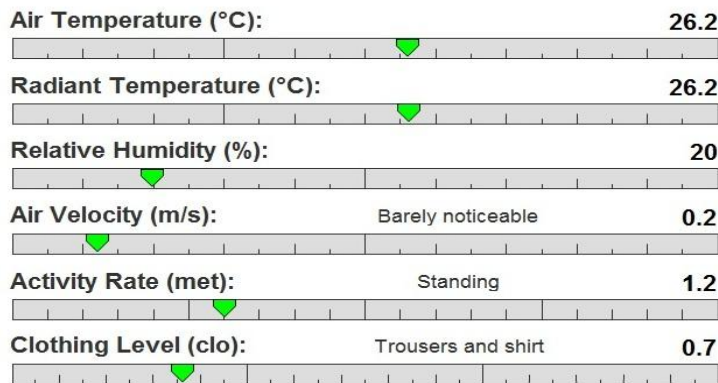 Air Temperature (°C): 26.2
Radiant Temperature (°C): 26.2
Relative Humidity (%): 20
Air Velocity (m/s): Barely noticeable 0.2
Activity Rate (met): Standing 1.2
Clothing Level (clo): Trousers and shirt 0.7